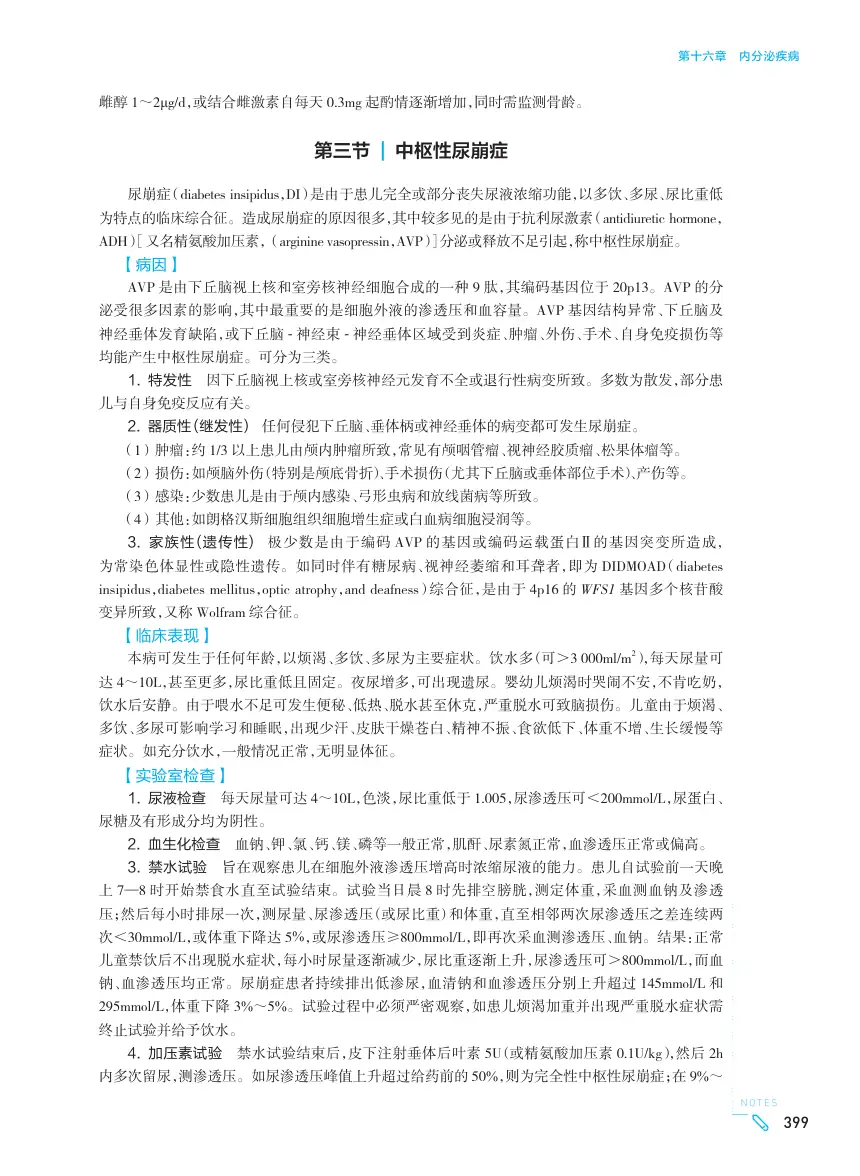 第十六章 内分泌疾病
雌醇 1～2μg/d,或结合雌激素自每天 0.3mg 起酌情逐渐增加,同时需监测骨龄。
第三节 | 中枢性尿崩症
尿崩症(diabetes insipidus,DI)是由于患儿完全或部分丧失尿液浓缩功能,以多饮、多尿、尿比重低
为特点的临床综合征。造成尿崩症的原因很多,其中较多见的是由于抗利尿激素(antidiuretic hormone,
ADH)[又名精氨酸加压素,(arginine vasopressin,AVP)]分泌或释放不足引起,称中枢性尿崩症。
【病因】
AVP 是由下丘脑视上核和室旁核神经细胞合成的一种 9 肽,其编码基因位于 20p13。AVP 的分
泌受很多因素的影响,其中最重要的是细胞外液的渗透压和血容量。AVP 基因结构异常、下丘脑及
神经垂体发育缺陷,或下丘脑 - 神经束 - 神经垂体区域受到炎症、肿瘤、外伤、手术、自身免疫损伤等
均能产生中枢性尿崩症。可分为三类。
1. 特发性 因下丘脑视上核或室旁核神经元发育不全或退行性病变所致。多数为散发,部分患
儿与自身免疫反应有关。
2. 器质性(继发性) 任何侵犯下丘脑、垂体柄或神经垂体的病变都可发生尿崩症。
(1)肿瘤:约 1/3 以上患儿由颅内肿瘤所致,常见有颅咽管瘤、视神经胶质瘤、松果体瘤等。
(2)损伤:如颅脑外伤(特别是颅底骨折)、手术损伤(尤其下丘脑或垂体部位手术)、产伤等。
(3)感染:少数患儿是由于颅内感染、弓形虫病和放线菌病等所致。
(4)其他:如朗格汉斯细胞组织细胞增生症或白血病细胞浸润等。
3. 家族性(遗传性) 极少数是由于编码 AVP 的基因或编码运载蛋白Ⅱ的基因突变所造成,
为常染色体显性或隐性遗传。如同时伴有糖尿病、视神经萎缩和耳聋者,即为 DIDMOAD(diabetes
insipidus,diabetes mellitus,optic atrophy,and deafness)综合征,是由于 4p16 的 WFS1 基因多个核苷酸
变异所致,又称 Wolfram 综合征。
【临床表现】
本病可发生于任何年龄,以烦渴、多饮、多尿为主要症状。饮水多(可＞3 000ml/m²),每天尿量可
达 4～10L,甚至更多,尿比重低且固定。夜尿增多,可出现遗尿。婴幼儿烦渴时哭闹不安,不肯吃奶,
饮水后安静。由于喂水不足可发生便秘、低热、脱水甚至休克,严重脱水可致脑损伤。儿童由于烦渴、
多饮、多尿可影响学习和睡眠,出现少汗、皮肤干燥苍白、精神不振、食欲低下、体重不增、生长缓慢等
症状。如充分饮水,一般情况正常,无明显体征。
【实验室检查】
1. 尿液检查 每天尿量可达 4～10L,色淡,尿比重低于 1.005,尿渗透压可＜200mmol/L,尿蛋白、
尿糖及有形成分均为阴性。
2. 血生化检查 血钠、钾、氯、钙、镁、磷等一般正常,肌酐、尿素氮正常,血渗透压正常或偏高。
3. 禁水试验 旨在观察患儿在细胞外液渗透压增高时浓缩尿液的能力。患儿自试验前一天晚
上 7—8 时开始禁食水直至试验结束。试验当日晨 8 时先排空膀胱,测定体重,采血测血钠及渗透
压;然后每小时排尿一次,测尿量、尿渗透压(或尿比重)和体重,直至相邻两次尿渗透压之差连续两
次＜30mmol/L,或体重下降达 5%,或尿渗透压≥800mmol/L,即再次采血测渗透压、血钠。结果:正常
儿童禁饮后不出现脱水症状,每小时尿量逐渐减少,尿比重逐渐上升,尿渗透压可＞800mmol/L,而血
钠、血渗透压均正常。尿崩症患者持续排出低渗尿,血清钠和血渗透压分别上升超过 145mmol/L 和
295mmol/L,体重下降 3%～5%。试验过程中必须严密观察,如患儿烦渴加重并出现严重脱水症状需
终止试验并给予饮水。
4. 加压素试验 禁水试验结束后,皮下注射垂体后叶素 5U(或精氨酸加压素 0.1U/kg),然后 2h
内多次留尿,测渗透压。如尿渗透压峰值上升超过给药前的 50%,则为完全性中枢性尿崩症;在 9%～
NOTES
399